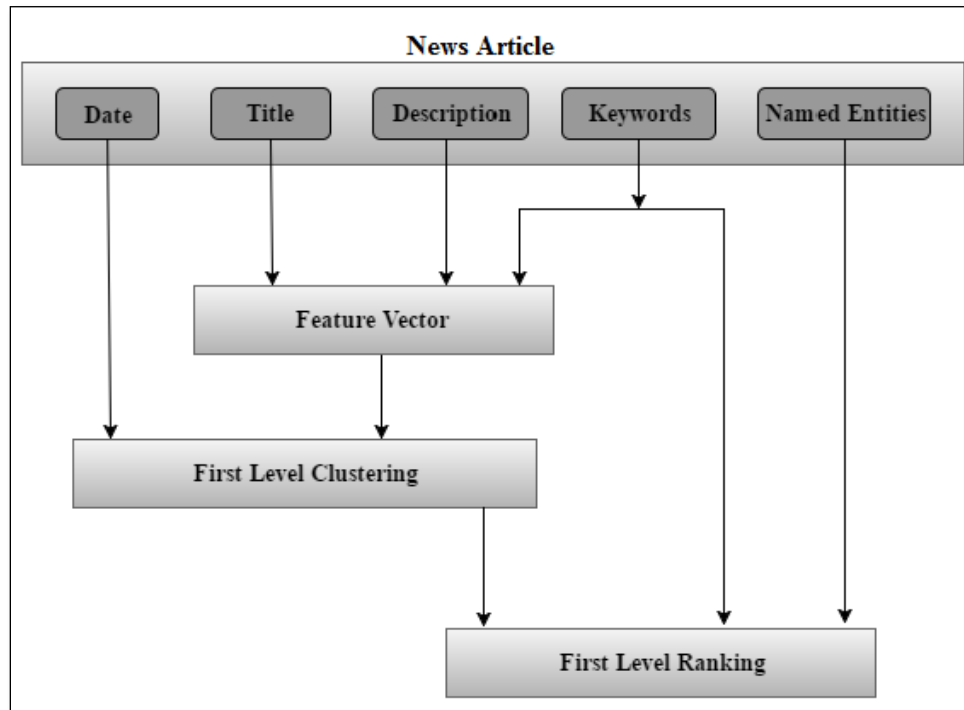 News Article
Date
Title
Description
Keywords
Named Entities
Feature Vector
First Level Clustering
First Level Ranking